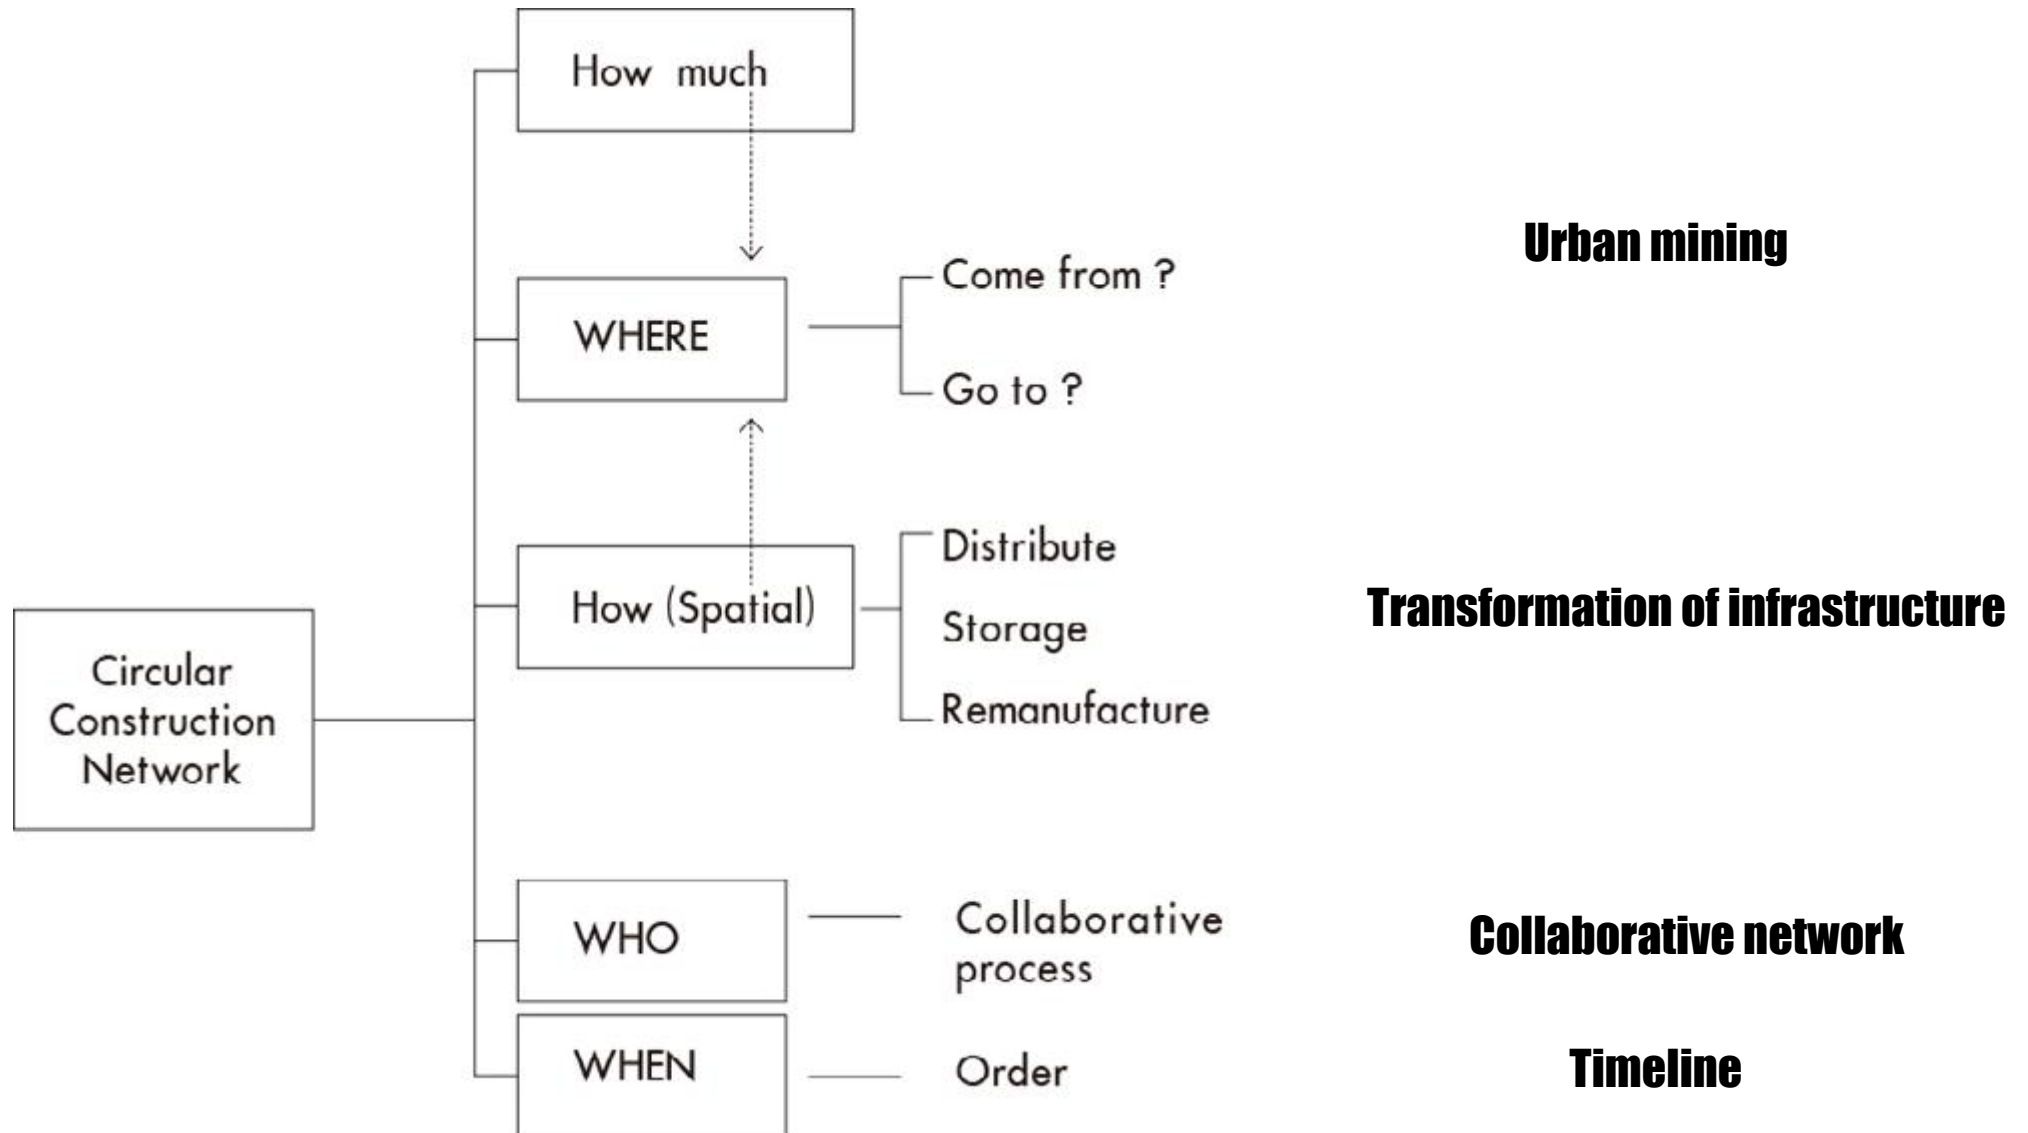 How much
Urban mining
WHERE
Come from ?
Go to ?
How (Spatial)
Distribute
Storage
Remanufacture
Transformation of infrastructure
Circular
Construction
Network
WHO
Collaborative
process
Collaborative network
WHEN
Order
Timeline